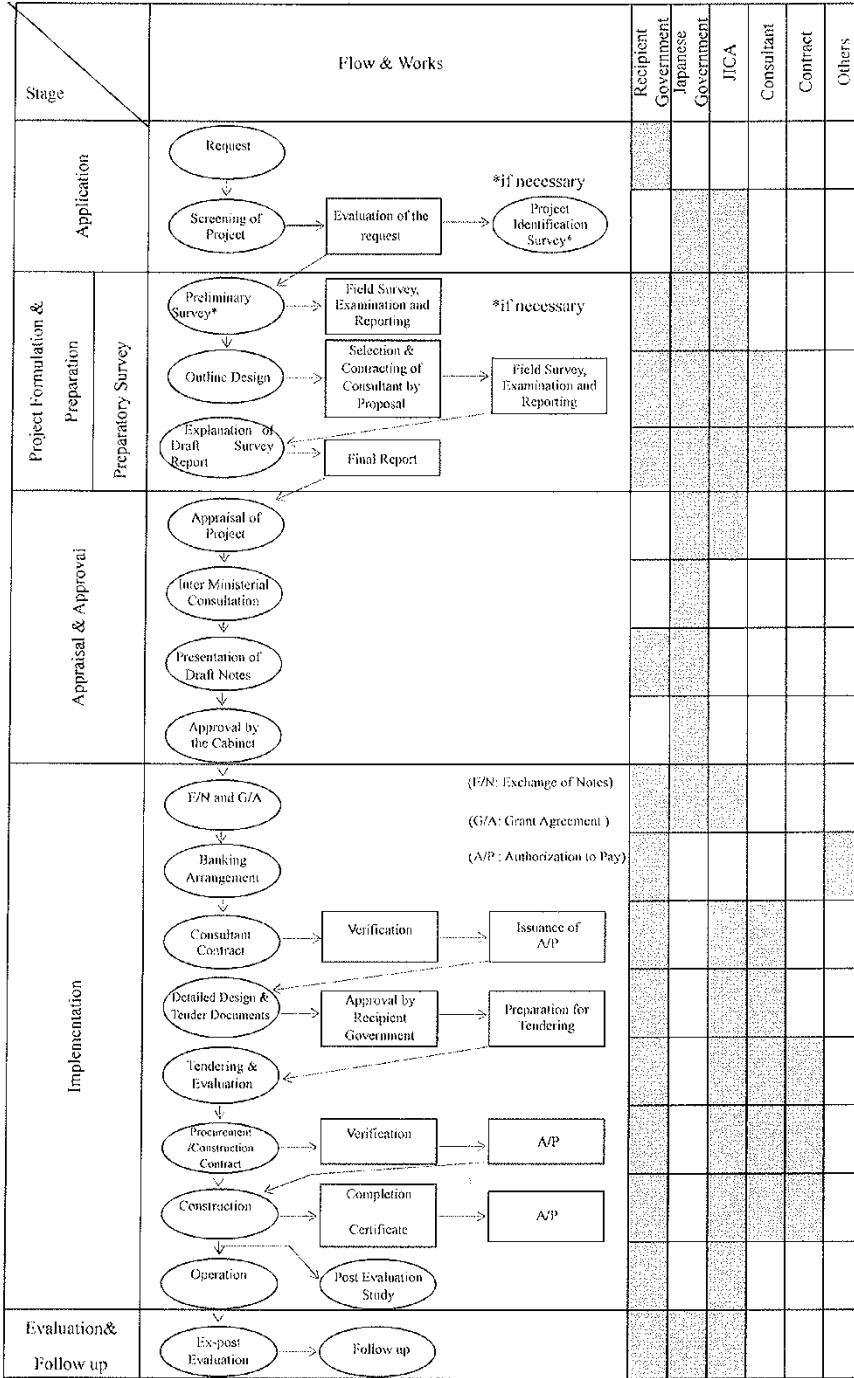 Stage
Flow & Works
Recipient
Government
Japanese
Government
JICA
Consultant
Contract
Others
Application
Request
*if necessary
Screening of
Project
Evaluation of the
request
Project
Identification
Survey*
Project Formulation &
Preparation
Preparatory Survey
Preliminary
Survey*
Field Survey,
Examination and
Reporting
*if necessary
Outline Design
Selection &
Contracting of
Consultant by
Proposal
Field Survey,
Examination and
Reporting
Explanation of
Draft Survey
Report
Final Report
Appraisal & Approval
Appraisal of
Project
Inter Ministerial
Consultation
Presentation of
Draft Notes
Approval by
the Cabinet
Implementation
E/N and G/A
(E/N: Exchange of Notes)
(G/A: Grant Agreement )
(A/P : Authorization to Pay)
Banking
Arrangement
Consultant
Contract
Verification
Issuance of
A/P
Detailed Design &
Tender Documents
Approval by
Recipient
Government
Preparation for
Tendering
Tendering &
Evaluation
Procurement
/Construction
Contract
Verification
A/P
Construction
Completion
Certificate
A/P
Operation
Post Evaluation
Study
Evaluation&
Follow up
Ex-post
Evaluation
Follow up